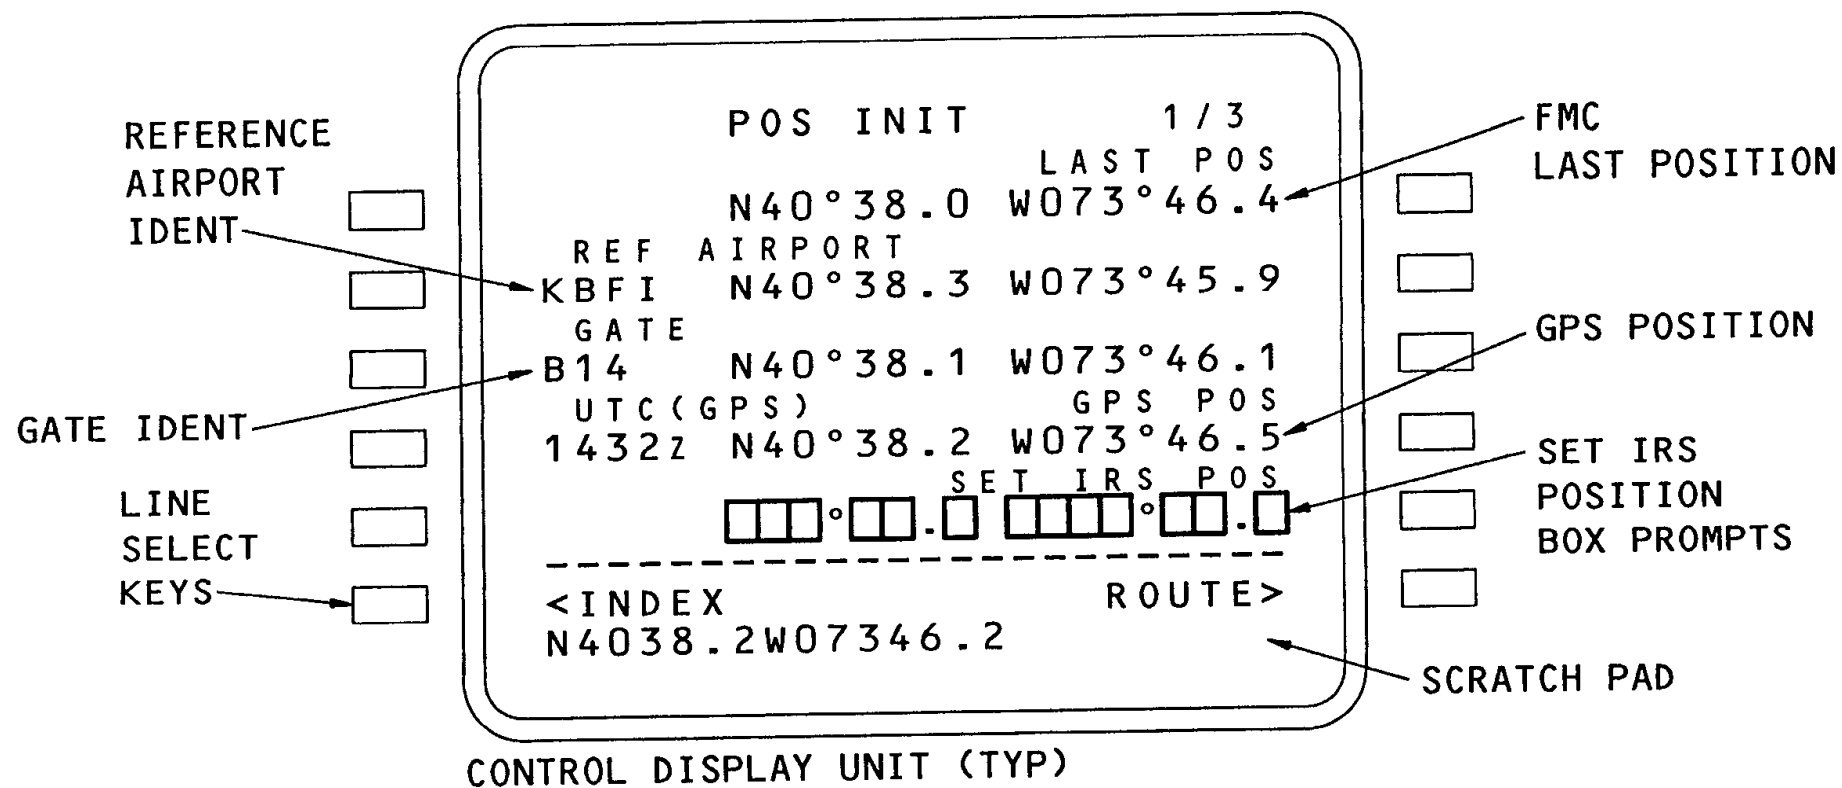 REFERENCE
AIRPORT
IDENT
GATE IDENT
LINE
SELECT
KEYS
POS INIT 1/3
LAST POS
N40°38.0 W073°46.4
REF AIRPORT
KBFI N40°38.3 W073°45.9
GATE
B14 N40°38.1 W073°46.1
UTC(GPS) GPS POS
1432Z N40°38.2 W073°46.5
SET IRS POS
□□□°□□.□ □□□□°□□.□
------------------------
<INDEX ROUTE>
N4038.2W07346.2
FMC
LAST POSITION
GPS POSITION
SET IRS
POSITION
BOX PROMPTS
SCRATCH PAD
CONTROL DISPLAY UNIT (TYP)